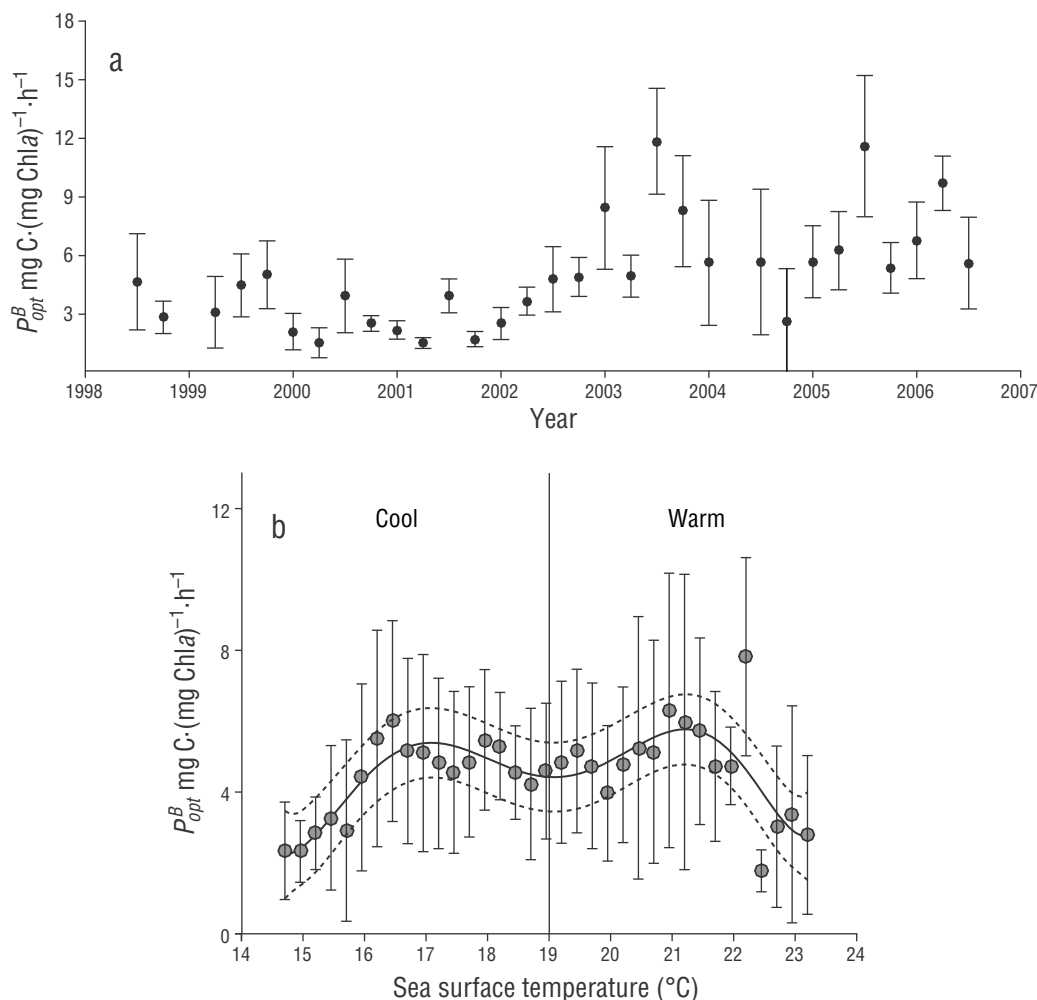 a
P^B_opt mg C·(mg Chla)⁻¹·h⁻¹
18
15
12
9
6
3
1998 1999 2000 2001 2002 2003 2004 2005 2006 2007
Year
b
Cool Warm
P^B_opt mg C·(mg Chla)⁻¹·h⁻¹
12
8
4
0
14 15 16 17 18 19 20 21 22 23 24
Sea surface temperature (°C)